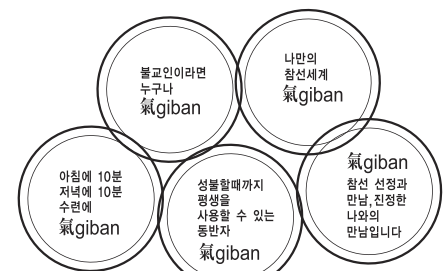 불교인이라면
누구나
氣giban
나만의
참선세계
氣giban
아침에 10분
저녁에 10분
수련에
氣giban
성불할때까지
평생을
사용할 수 있는
동반자
氣giban
氣giban
참선 선정과
만남,진정한
나와의
만남입니다